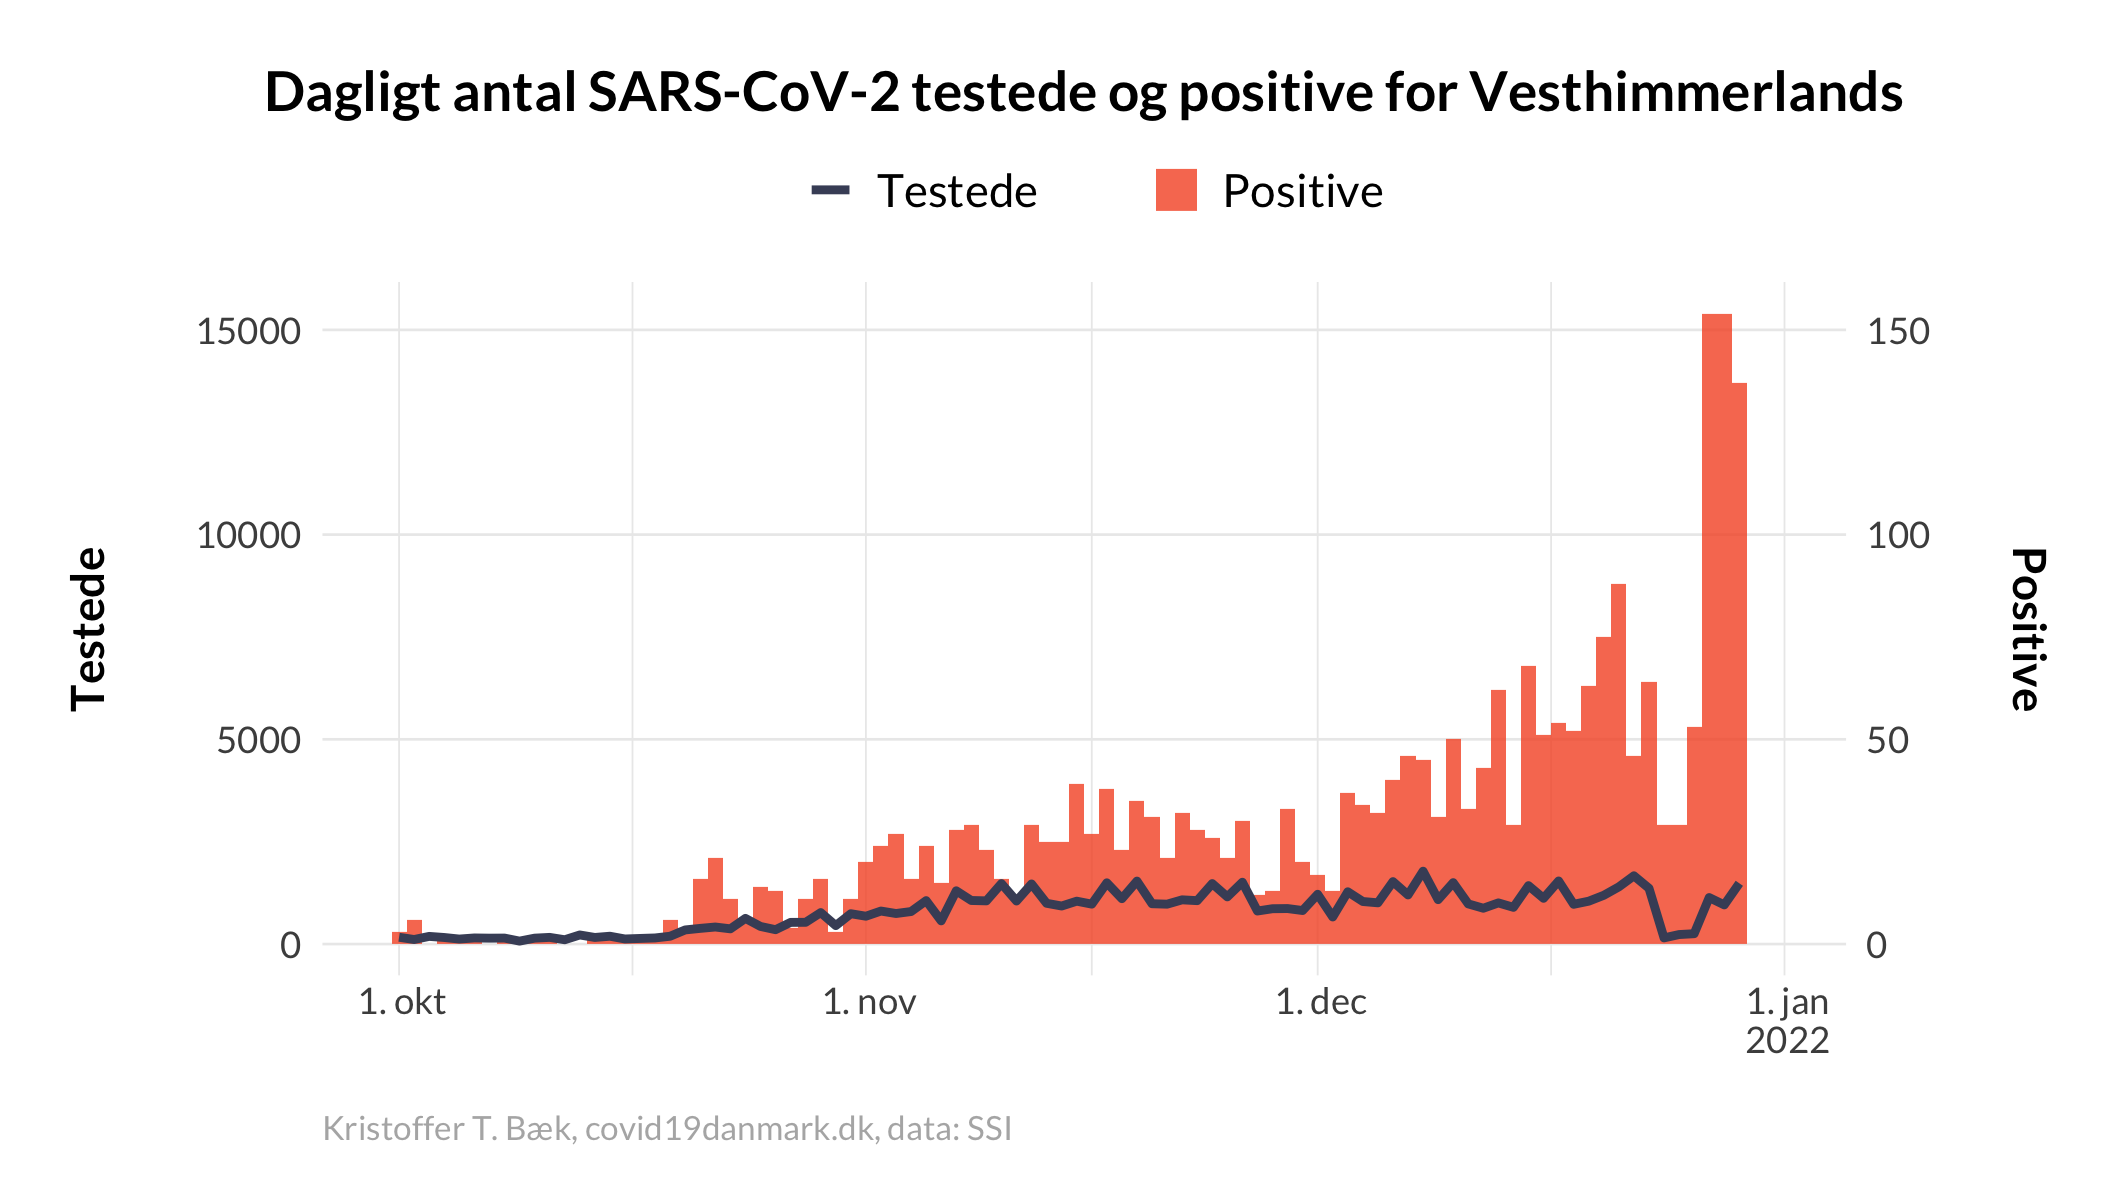 Dagligt antal SARS-CoV-2 testede og positive for Vesthimmerlands
Testede
Positive
15000
10000
5000
0
Testede
150
100
50
0
Positive
1. okt
1. nov
1. dec
1. jan
2022
Kristoffer T. Bæk, covid19danmark.dk, data: SSI